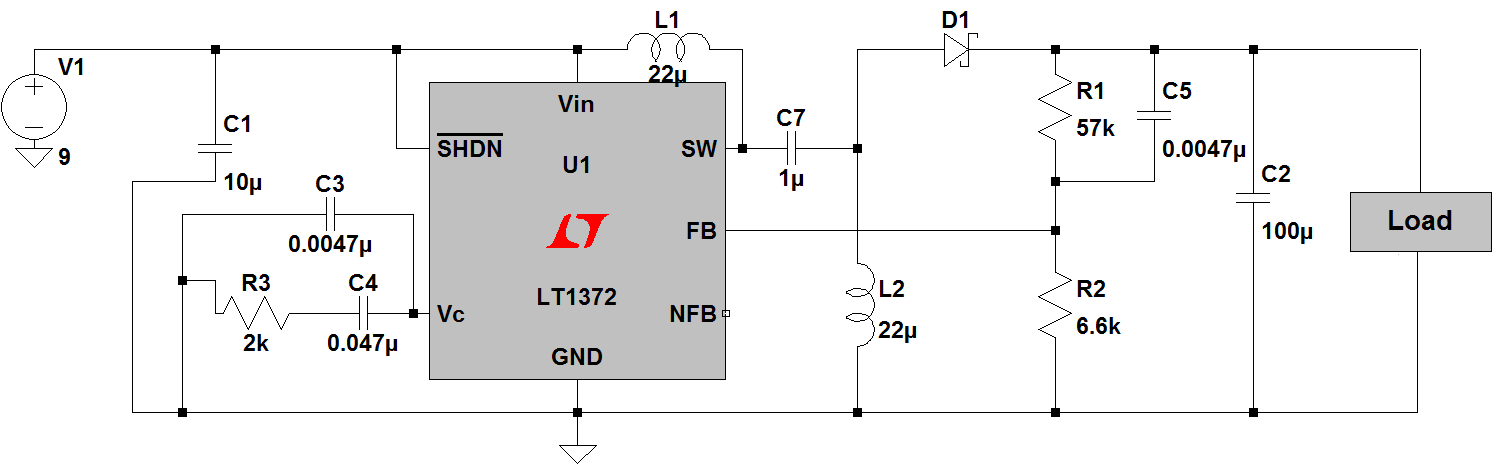 L1
22µ
D1
V1
9
C1
10µ
Vin
SHDN
U1
SW
C7
1µ
R1
57k
C5
0.0047µ
C3
0.0047µ
FB
C2
100µ
Load
R3
2k
C4
0.047µ
LT1372
Vc
NFB
L2
22µ
R2
6.6k
GND